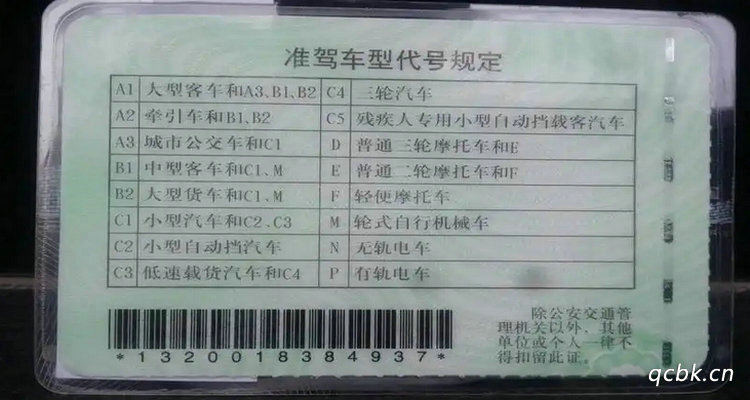 准驾车型代号规定
A1 大型客车和A3、B1、B2 C4 三轮汽车
A2 牵引车和B1、B2 C5 残疾人专用小型自动挡载客汽车
A3 城市公交车和C1 D 普通三轮摩托车和E
B1 中型客车和C1、M E 普通二轮摩托车和F
B2 大型货车和C1、M F 轻便摩托车
C1 小型汽车和C2、C3 M 轮式自行机械车
C2 小型自动挡汽车 N 无轨电车
C3 低速载货汽车和C4 P 有轨电车
*1320018384937*
除公安交通管
理机关以外、其他
单位或个人一律不
得扣留此证。
qcbk.cn